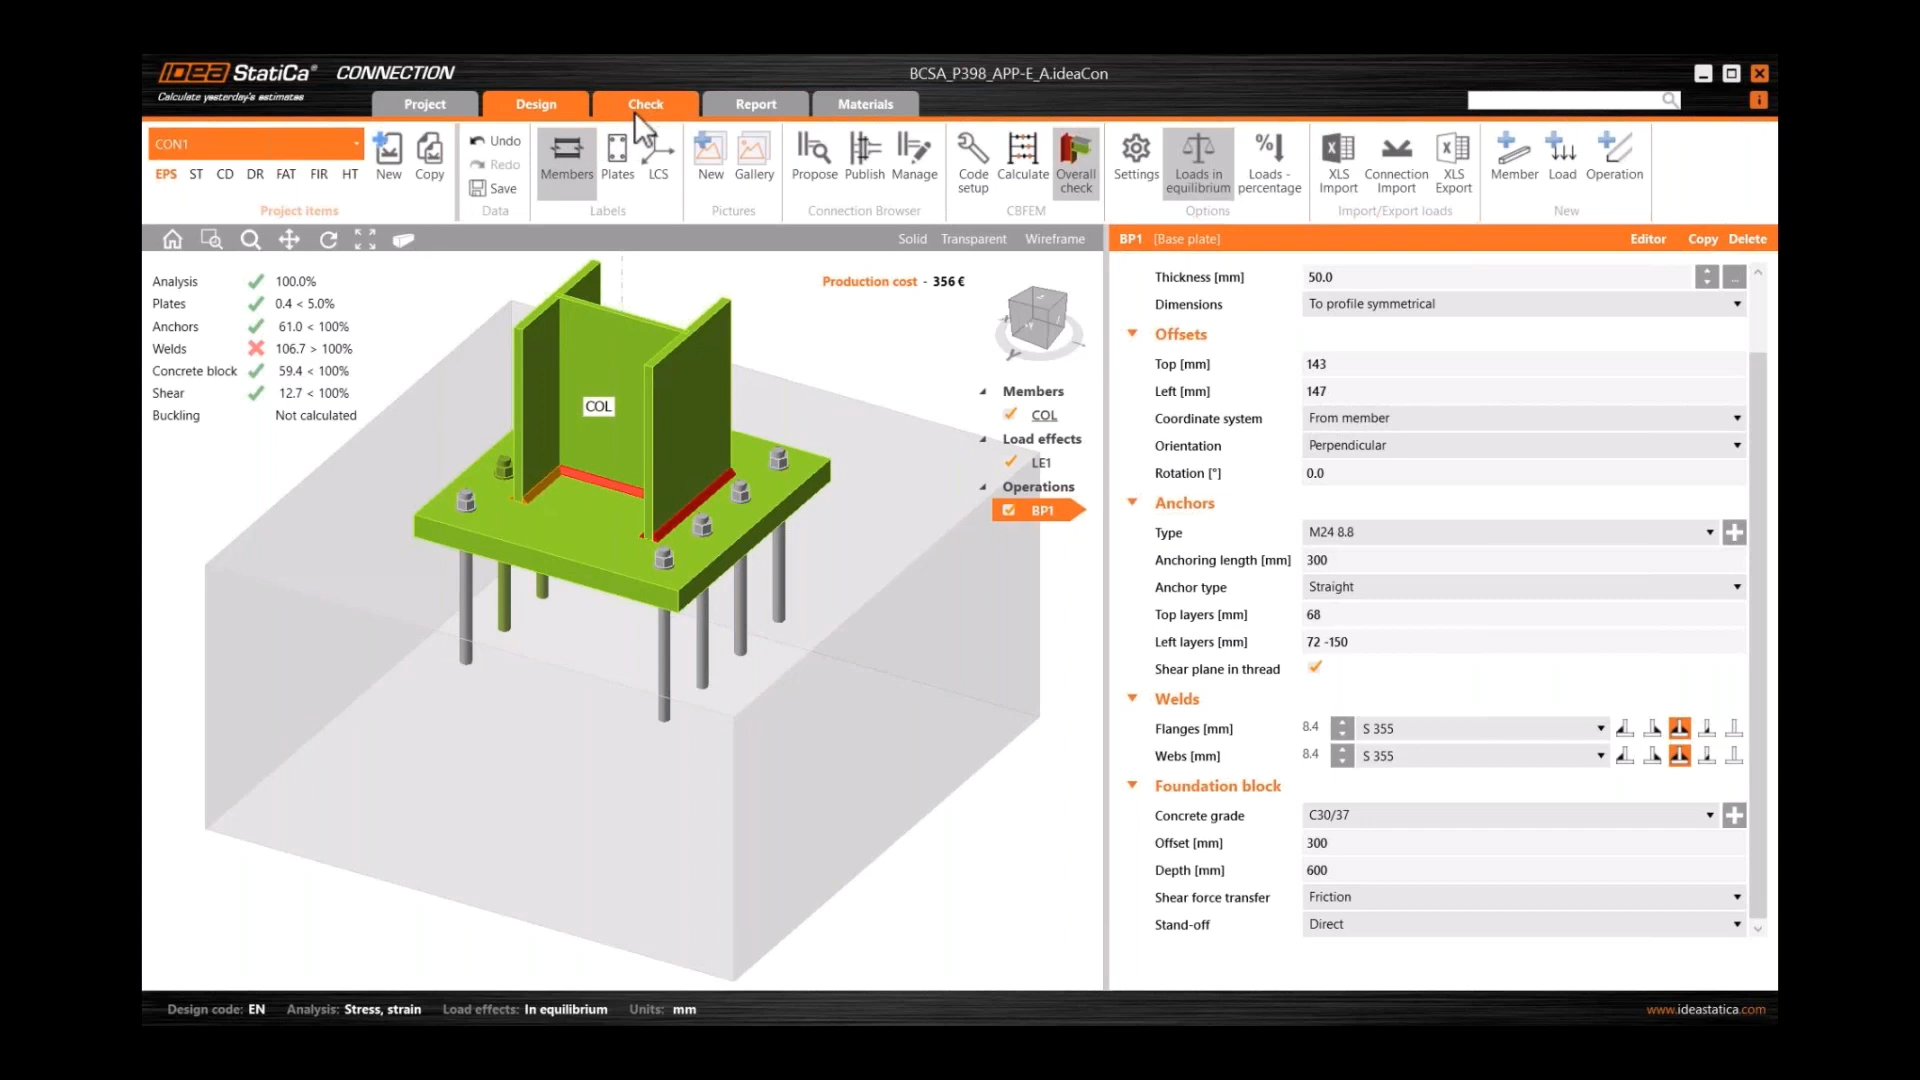 IDEA StatiCa® CONNECTION
Calculate yesterday's estimates
BCSA_P398_APP-E_A.ideaCon
Project Design Check Report Materials
CON1
EPS ST CD DR FAT FIR HT
New Copy
Project items
Undo
Redo
Save
Data
Members Plates LCS
Labels
New Gallery
Pictures
Propose Publish Manage
Connection Browser
Code setup Calculate Overall check
CBFEM
Settings Loads in equilibrium Loads - percentage
Options
XLS Import Connection Import XLS Export
Import/Export loads
Member Load Operation
New
Solid Transparent Wireframe
BP1 [Base plate] Editor Copy Delete
Analysis 100.0%
Plates 0.4 < 5.0%
Anchors 61.0 < 100%
Welds 106.7 > 100%
Concrete block 59.4 < 100%
Shear 12.7 < 100%
Buckling Not calculated
Production cost - 356 €
COL
Members
COL
Load effects
LE1
Operations
BP1
Thickness [mm] 50.0
Dimensions To profile symmetrical
Offsets
Top [mm] 143
Left [mm] 147
Coordinate system From member
Orientation Perpendicular
Rotation [°] 0.0
Anchors
Type M24 8.8
Anchoring length [mm] 300
Anchor type Straight
Top layers [mm] 68
Left layers [mm] 72 -150
Shear plane in thread
Welds
Flanges [mm] 8.4 S 355
Webs [mm] 8.4 S 355
Foundation block
Concrete grade C30/37
Offset [mm] 300
Depth [mm] 600
Shear force transfer Friction
Stand-off Direct
Design code: EN Analysis: Stress, strain Load effects: In equilibrium Units: mm
www.ideastatica.com